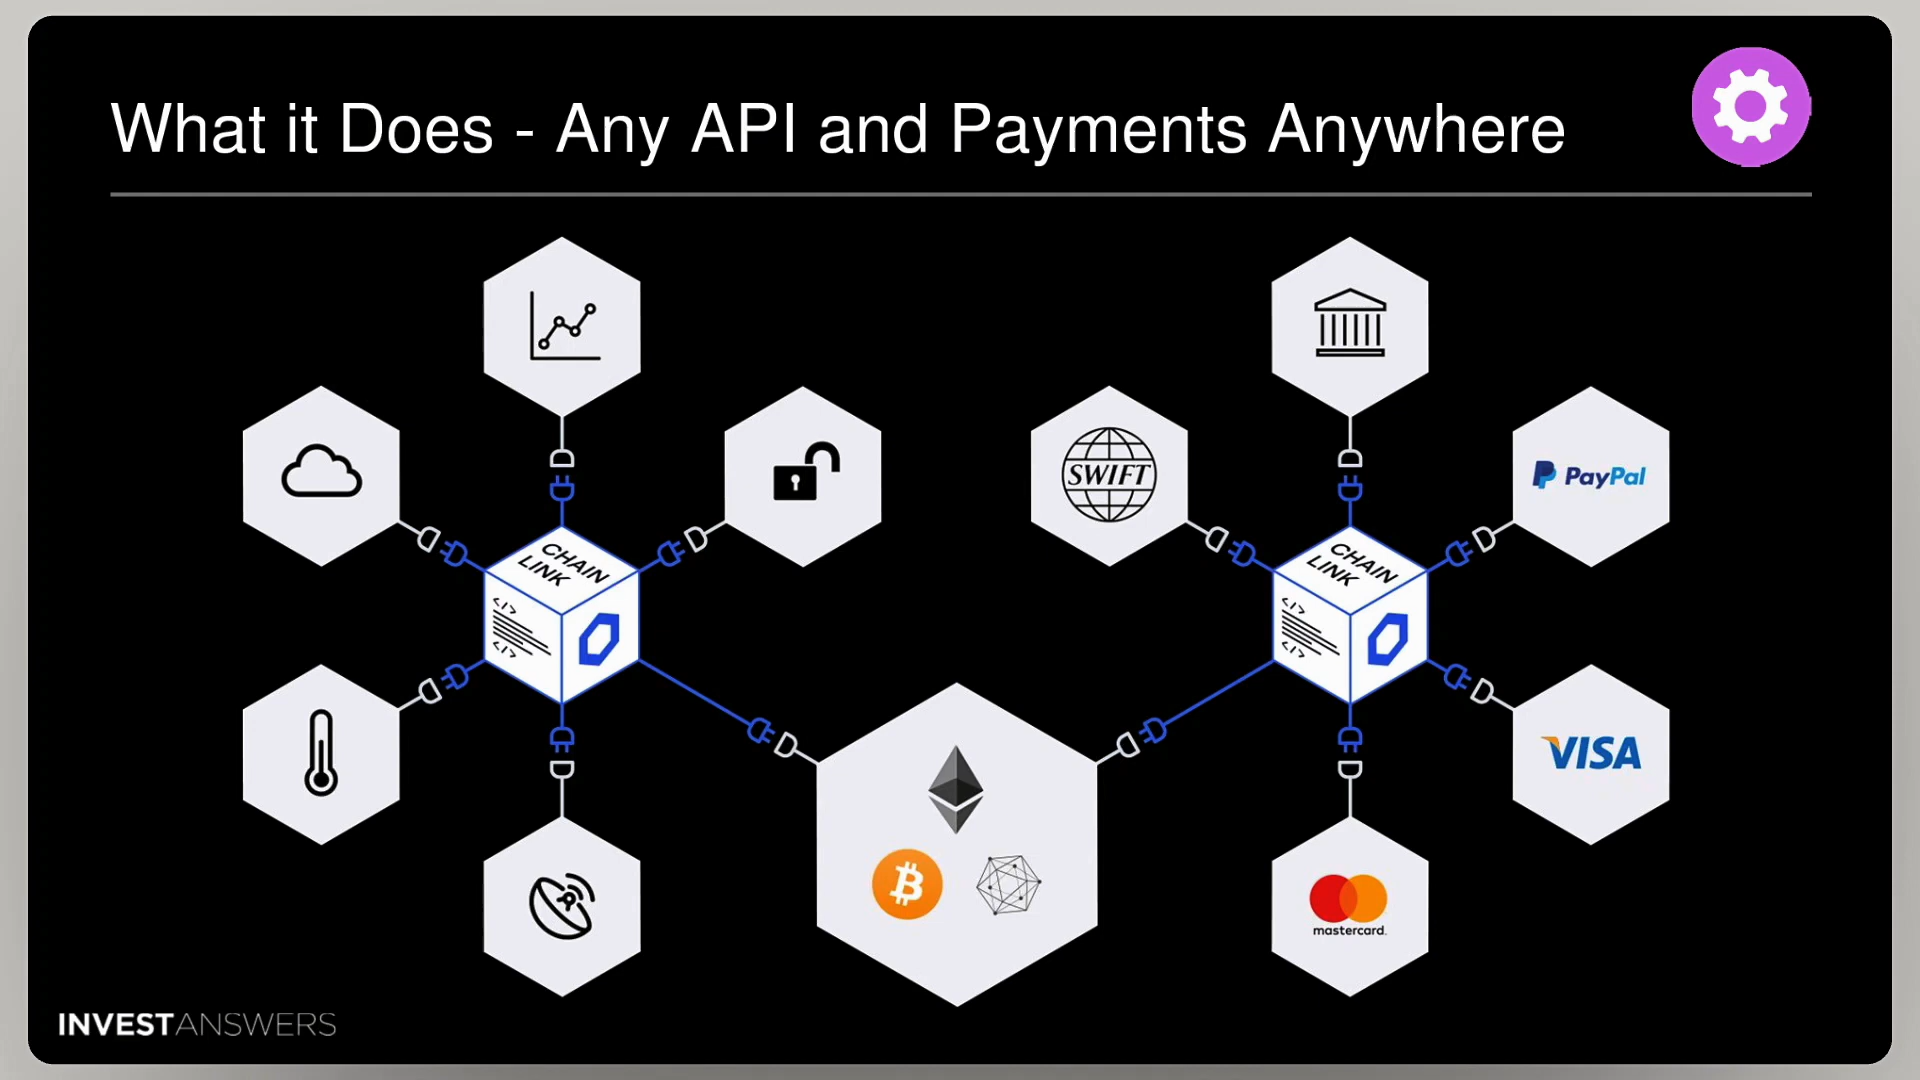 What it Does - Any API and Payments Anywhere
SWIFT
PayPal
CHAIN
LINK
</>
</>
CHAIN
LINK
</>
</>
VISA
mastercard.
INVESTANSWERS